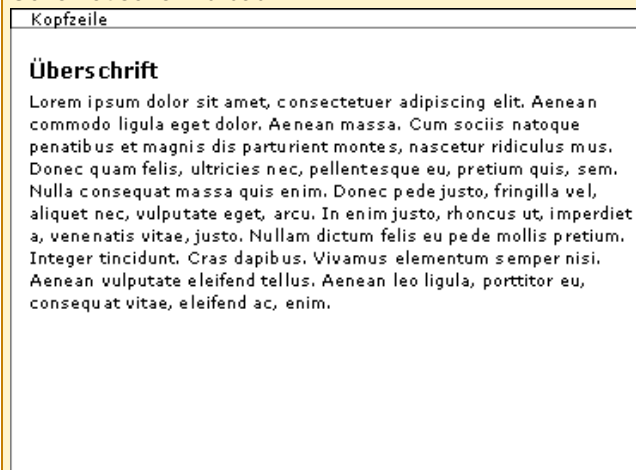 Kopfzeile
Überschrift
Lorem ipsum dolor sit amet, consectetuer adipiscing elit. Aenean
commodo ligula eget dolor. Aenean massa. Cum sociis natoque
penatibus et magnis dis parturient montes, nascetur ridiculus mus.
Donec quam felis, ultricies nec, pellentesque eu, pretium quis, sem.
Nulla consequat massa quis enim. Donec pede justo, fringilla vel,
aliquet nec, vulputate eget, arcu. In enim justo, rhoncus ut, imperdiet
a, venenatis vitae, justo. Nullam dictum felis eu pede mollis pretium.
Integer tincidunt. Cras dapibus. Vivamus elementum semper nisi.
Aenean vulputate eleifend tellus. Aenean leo ligula, porttitor eu,
consequat vitae, eleifend ac, enim.